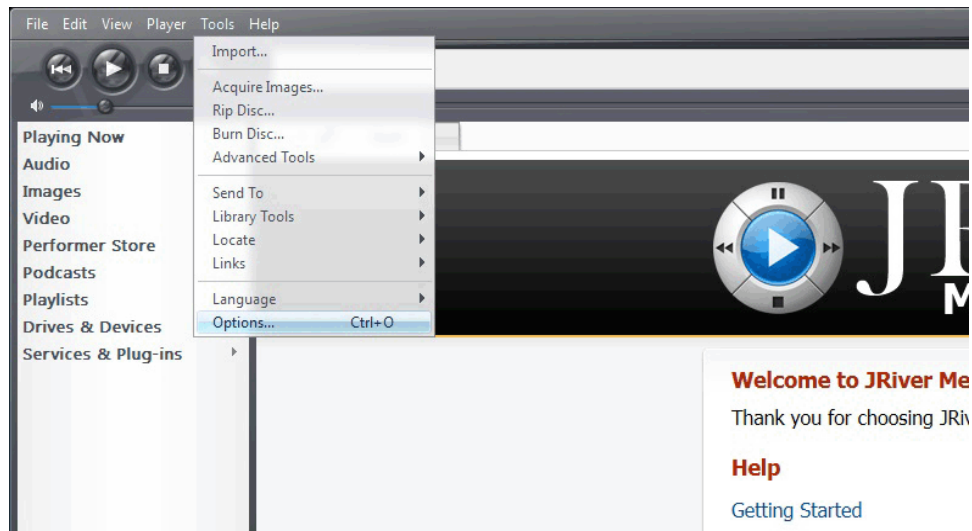 File Edit View Player Tools Help
Import...
Acquire Images...
Rip Disc...
Burn Disc...
Advanced Tools
Send To
Library Tools
Locate
Links
Language
Options... Ctrl+O
Playing Now
Audio
Images
Video
Performer Store
Podcasts
Playlists
Drives & Devices
Services & Plug-ins
J
M
Welcome to JRiver Me
Thank you for choosing JRiv
Help
Getting Started